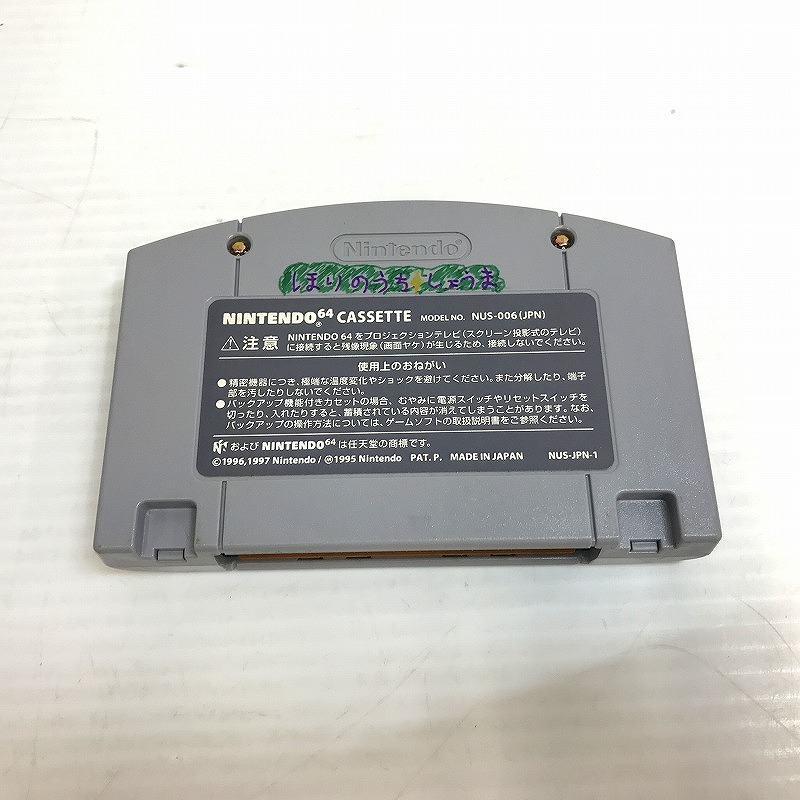 Nintendo®
ほりのうちしょうま
NINTENDO64® CASSETTE MODEL NO. NUS-006(JPN)
⚠注意 NINTENDO 64をプロジェクションテレビ(スクリーン投影式のテレビ)
に接続すると残像現象(画面ヤケ)が生じるため、接続しないでください。
使用上のおねがい
●精密機器につき、極端な温度変化やショックを避けてください。また分解したり、端子
部を汚したりしないでください。
●バックアップ機能付きカセットの場合、むやみに電源スイッチやリセットスイッチを
切ったり、入れたりすると、蓄積されている内容が消えてしまうことがあります。なお、
バックアップの操作方法については、ゲームソフトの取扱説明書をご参照ください。
および NINTENDO64 は任天堂の商標です。
©1996,1997 Nintendo/Ⓜ1995 Nintendo PAT. P. MADE IN JAPAN NUS-JPN-1